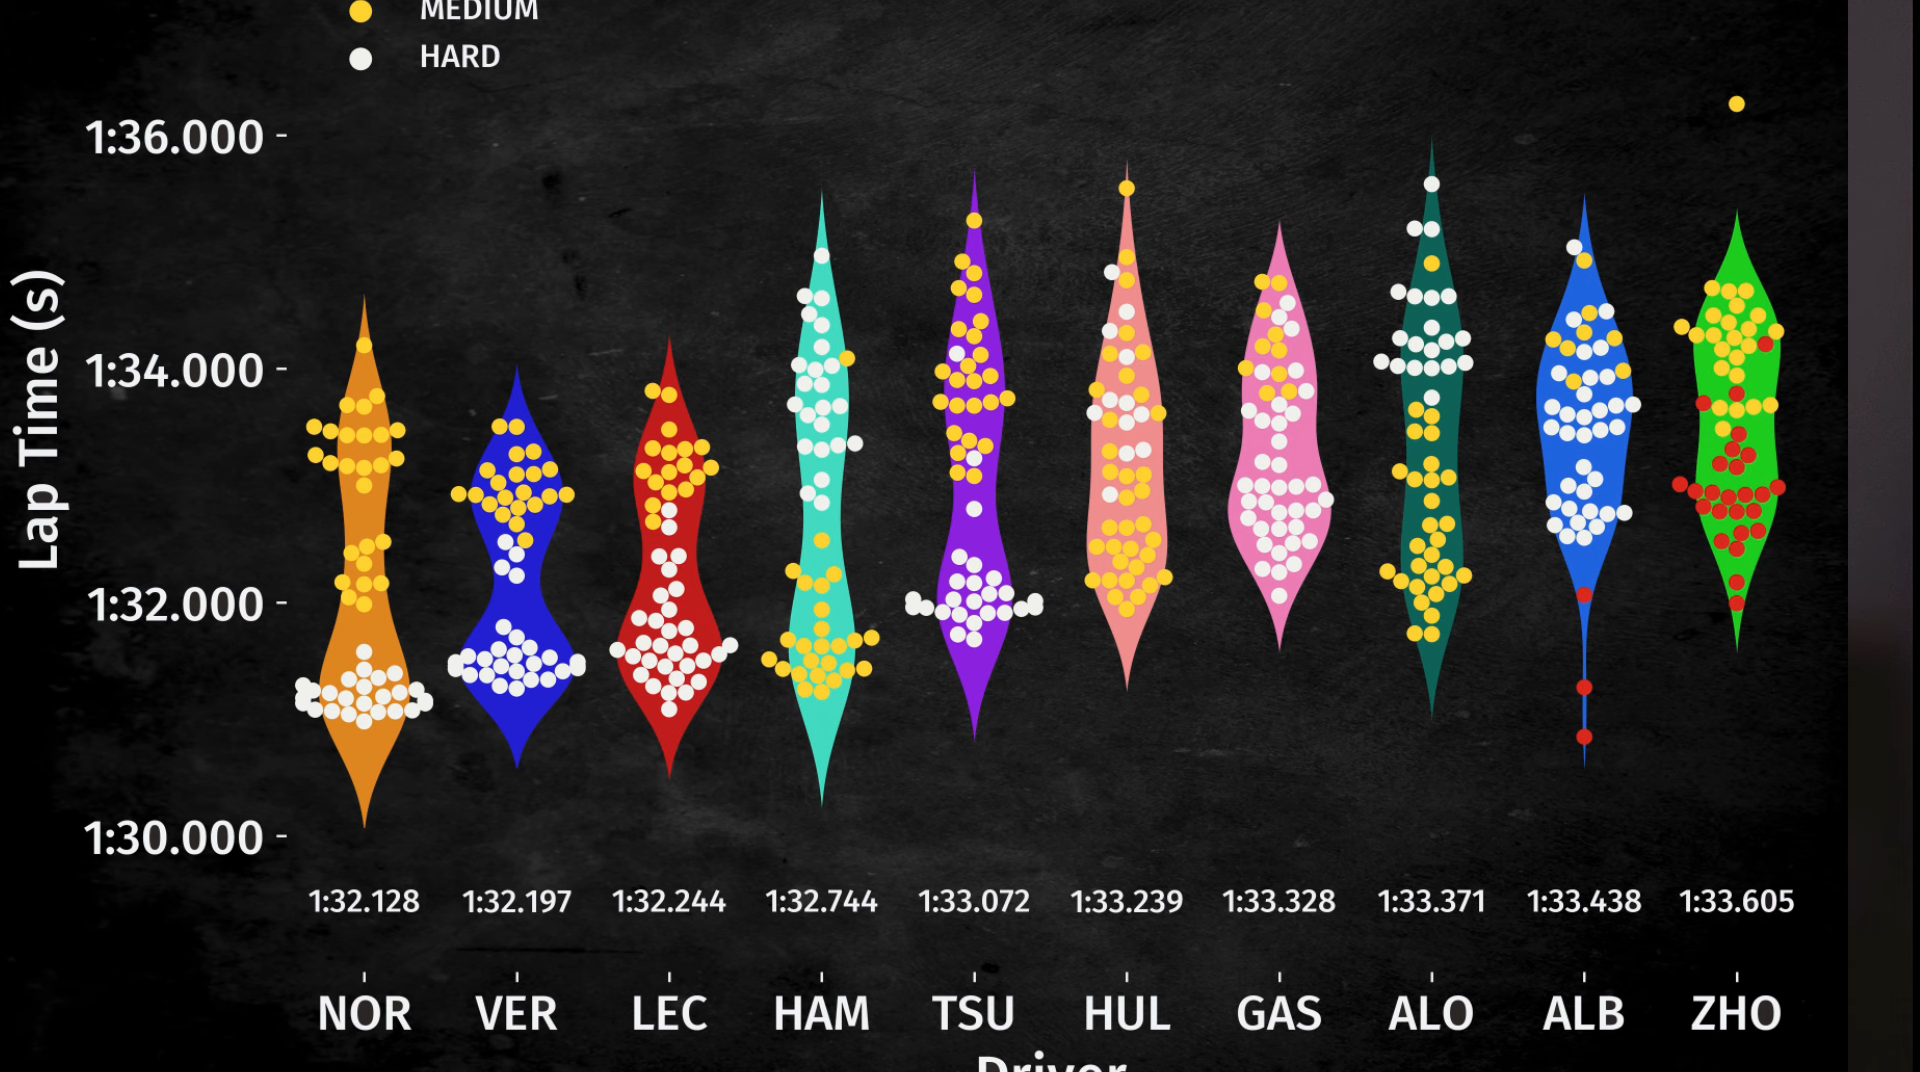 MEDIUM
HARD
1:36.000
1:34.000
1:32.000
1:30.000
Lap Time (s)
1:32.128 1:32.197 1:32.244 1:32.744 1:33.072 1:33.239 1:33.328 1:33.371 1:33.438 1:33.605
NOR VER LEC HAM TSU HUL GAS ALO ALB ZHO
Driver